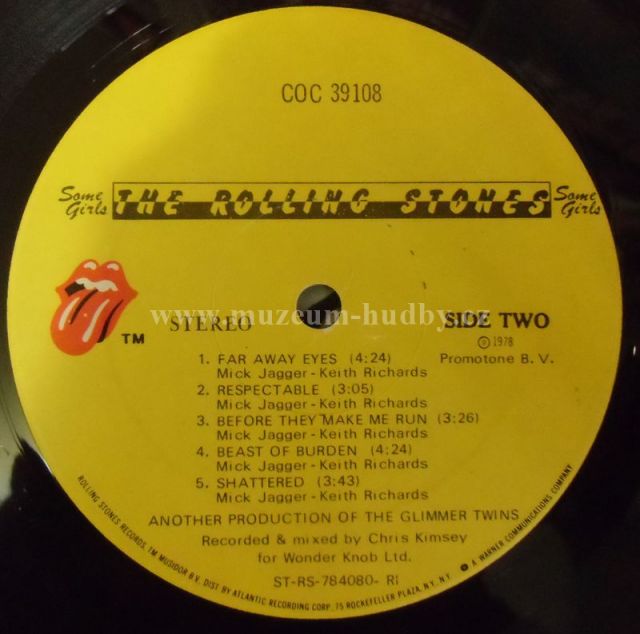 COC 39108
Some Girls THE ROLLING STONES Some Girls
www.muzeum-hudby.cz
TM STEREO SIDE TWO
℗ 1978
Promotone B. V.
1. FAR AWAY EYES (4:24)
Mick Jagger - Keith Richards
2. RESPECTABLE (3:05)
Mick Jagger - Keith Richards
3. BEFORE THEY MAKE ME RUN (3:26)
Mick Jagger - Keith Richards
4. BEAST OF BURDEN (4:24)
Mick Jagger - Keith Richards
5. SHATTERED (3:43)
Mick Jagger - Keith Richards
ANOTHER PRODUCTION OF THE GLIMMER TWINS
Recorded & mixed by Chris Kimsey
for Wonder Knob Ltd.
ST-RS-784080- RI
ROLLING STONES RECORDS, TM MUSIDOR B.V. DIST BY ATLANTIC RECORDING CORP., 75 ROCKEFELLER PLAZA, N.Y., N.Y. A WARNER COMMUNICATIONS COMPANY